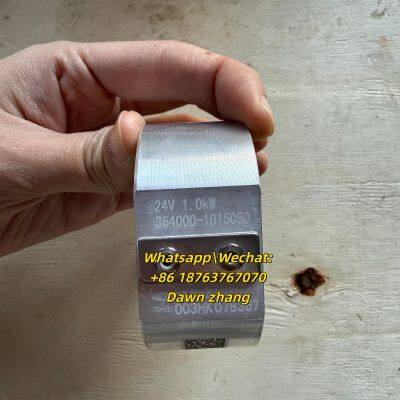 24V 1.0kW
364000-1015050
Whatsapp\Wechat:
+86 18763767070
Dawn zhang